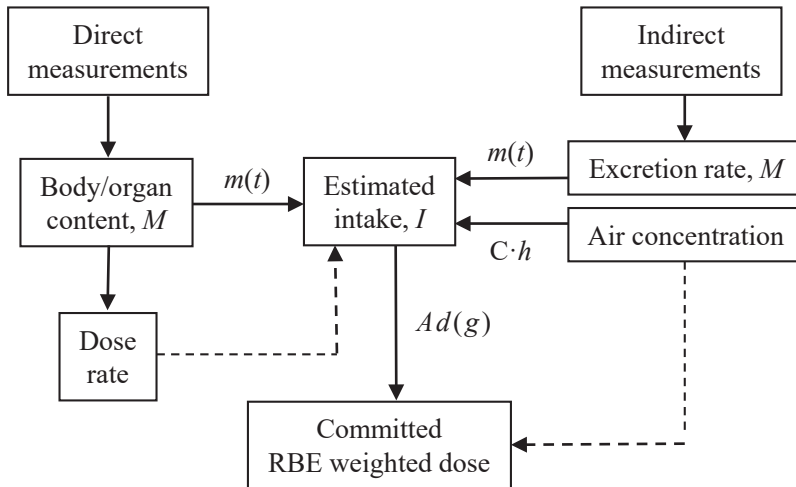 Direct
measurements
Indirect
measurements
Body/organ
content, M
m(t)
Estimated
intake, I
m(t)
Excretion rate, M
C·h
Air concentration
Dose
rate
Ad(g)
Committed
RBE weighted dose